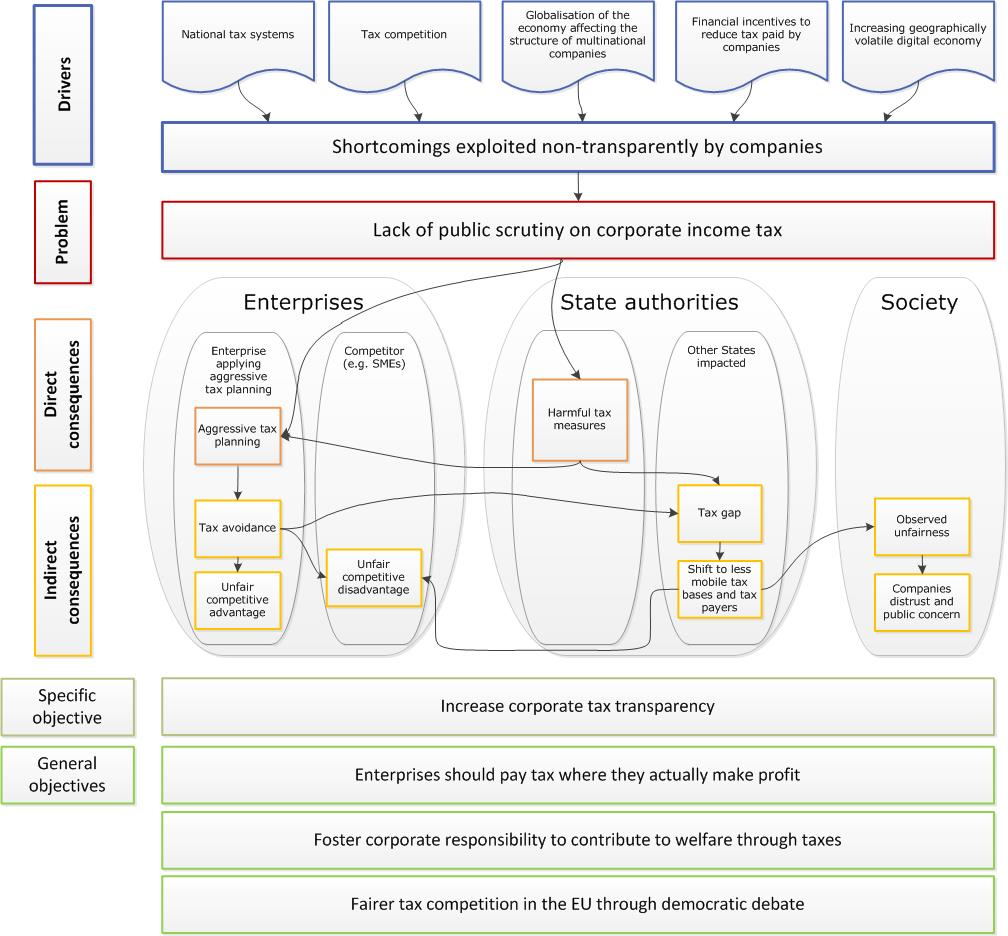 Drivers
National tax systems
Tax competition
Globalisation of the
economy affecting the
structure of multinational
companies
Financial incentives to
reduce tax paid by
companies
Increasing geographically
volatile digital economy
Shortcomings exploited non-transparently by companies
Problem
Lack of public scrutiny on corporate income tax
Enterprises
State authorities
Society
Direct
consequences
Enterprise
applying
aggressive
tax planning
Competitor
(e.g. SMEs)
Other States
impacted
Aggressive tax
planning
Harmful tax
measures
Indirect
consequences
Tax avoidance
Unfair
competitive
advantage
Unfair
competitive
disadvantage
Tax gap
Shift to less
mobile tax
bases and tax
payers
Observed
unfairness
Companies
distrust and
public concern
Specific
objective
Increase corporate tax transparency
General
objectives
Enterprises should pay tax where they actually make profit
Foster corporate responsibility to contribute to welfare through taxes
Fairer tax competition in the EU through democratic debate